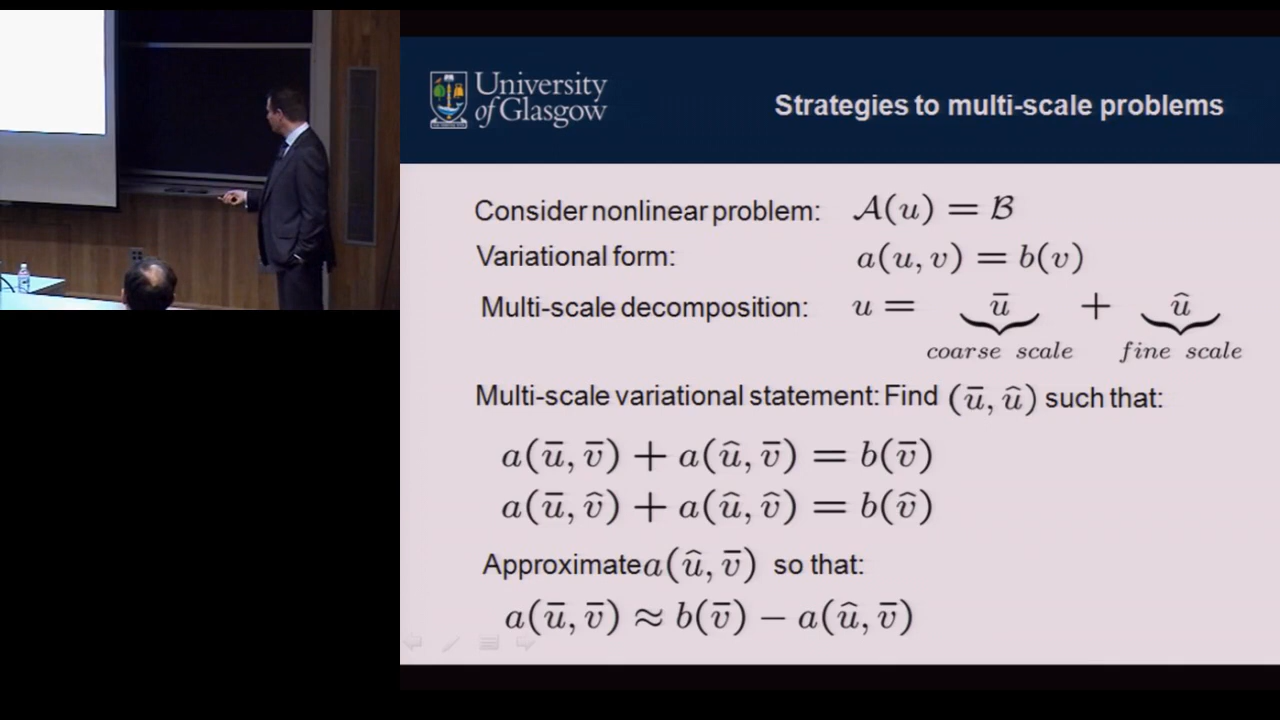 University
of Glasgow
Strategies to multi-scale problems
Consider nonlinear problem: 𝒜(u) = ℬ
Variational form: a(u, v) = b(v)
Multi-scale decomposition: u = ū + û
coarse scale fine scale
Multi-scale variational statement: Find (ū, û) such that:
a(ū, v̄) + a(û, v̄) = b(v̄)
a(ū, v̂) + a(û, v̂) = b(v̂)
Approximate a(û, v̄) so that:
a(ū, v̄) ≈ b(v̄) − a(û, v̄)